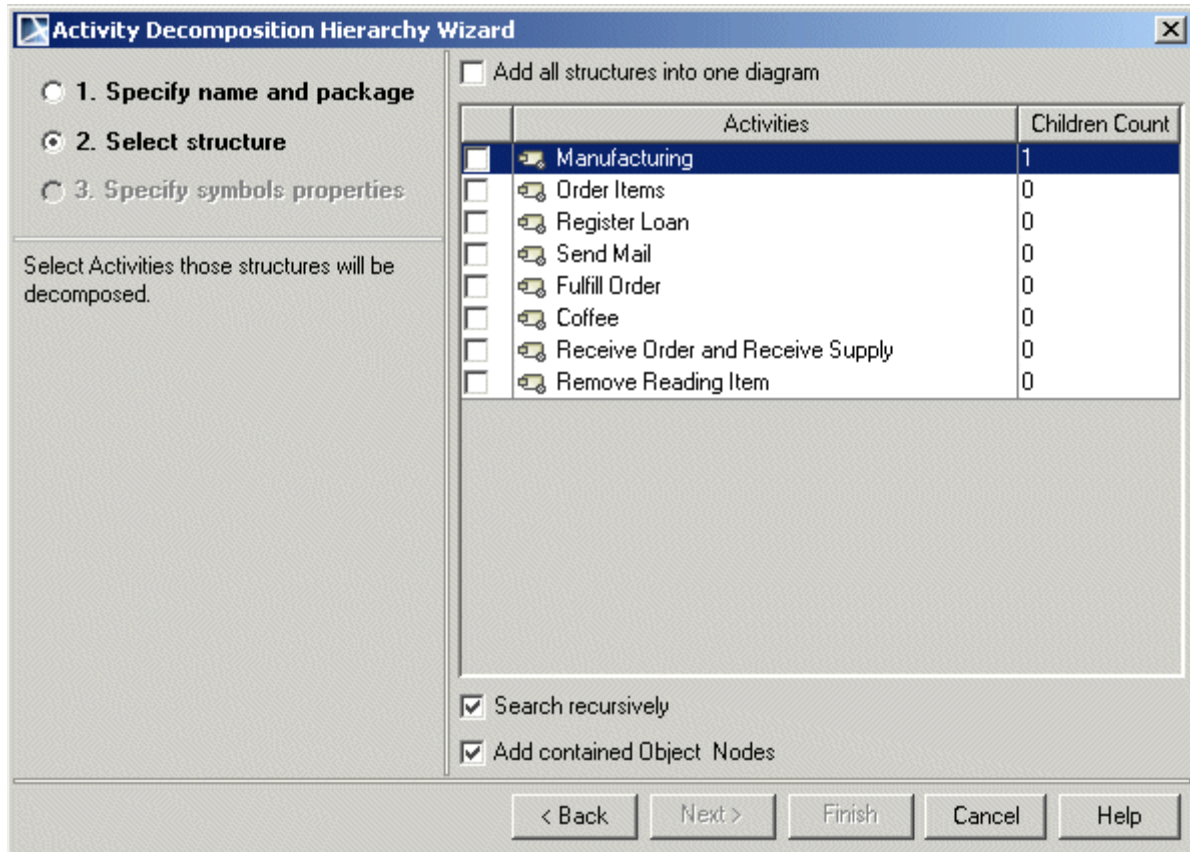 Activity Decomposition Hierarchy Wizard
1. Specify name and package
2. Select structure
3. Specify symbols properties
Select Activities those structures will be
decomposed.
Add all structures into one diagram
Activities Children Count
Manufacturing 1
Order Items 0
Register Loan 0
Send Mail 0
Fulfill Order 0
Coffee 0
Receive Order and Receive Supply 0
Remove Reading Item 0
Search recursively
Add contained Object Nodes
< Back Next > Finish Cancel Help